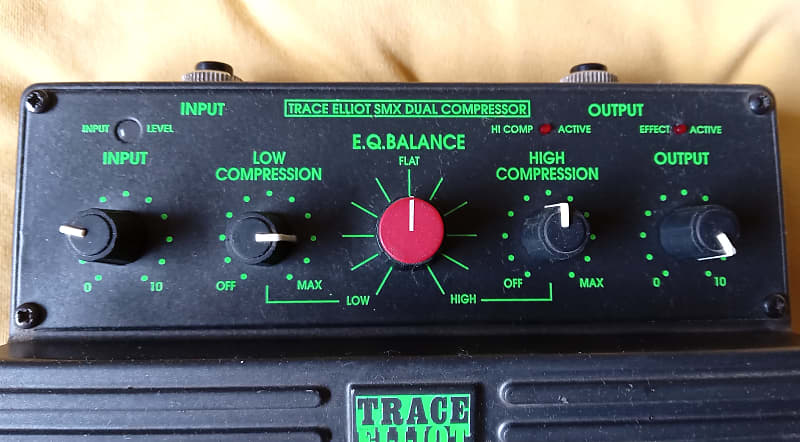 INPUT
TRACE ELLIOT SMX DUAL COMPRESSOR
OUTPUT
INPUT LEVEL
HI COMP ACTIVE
EFFECT ACTIVE
E.Q.BALANCE
FLAT
INPUT
LOW
COMPRESSION
HIGH
COMPRESSION
OUTPUT
0 10
OFF MAX
LOW
HIGH
OFF MAX
0 10
TRACE
ELLIOT